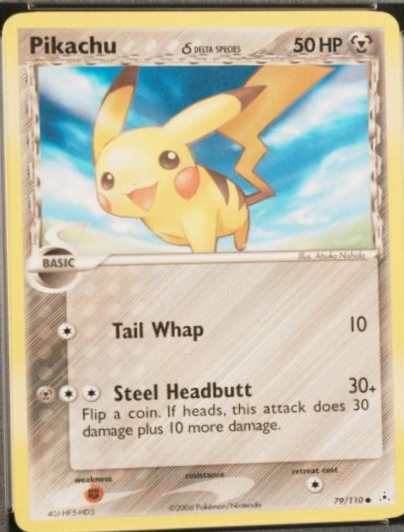 Pikachu δ DELTA SPECIES 50 HP
BASIC
Illus. Atsuko Nishida
Tail Whap 10
Steel Headbutt 30+
Flip a coin. If heads, this attack does 30
damage plus 10 more damage.
weakness resistance retreat cost
79/110
©2006 Pokémon/Nintendo